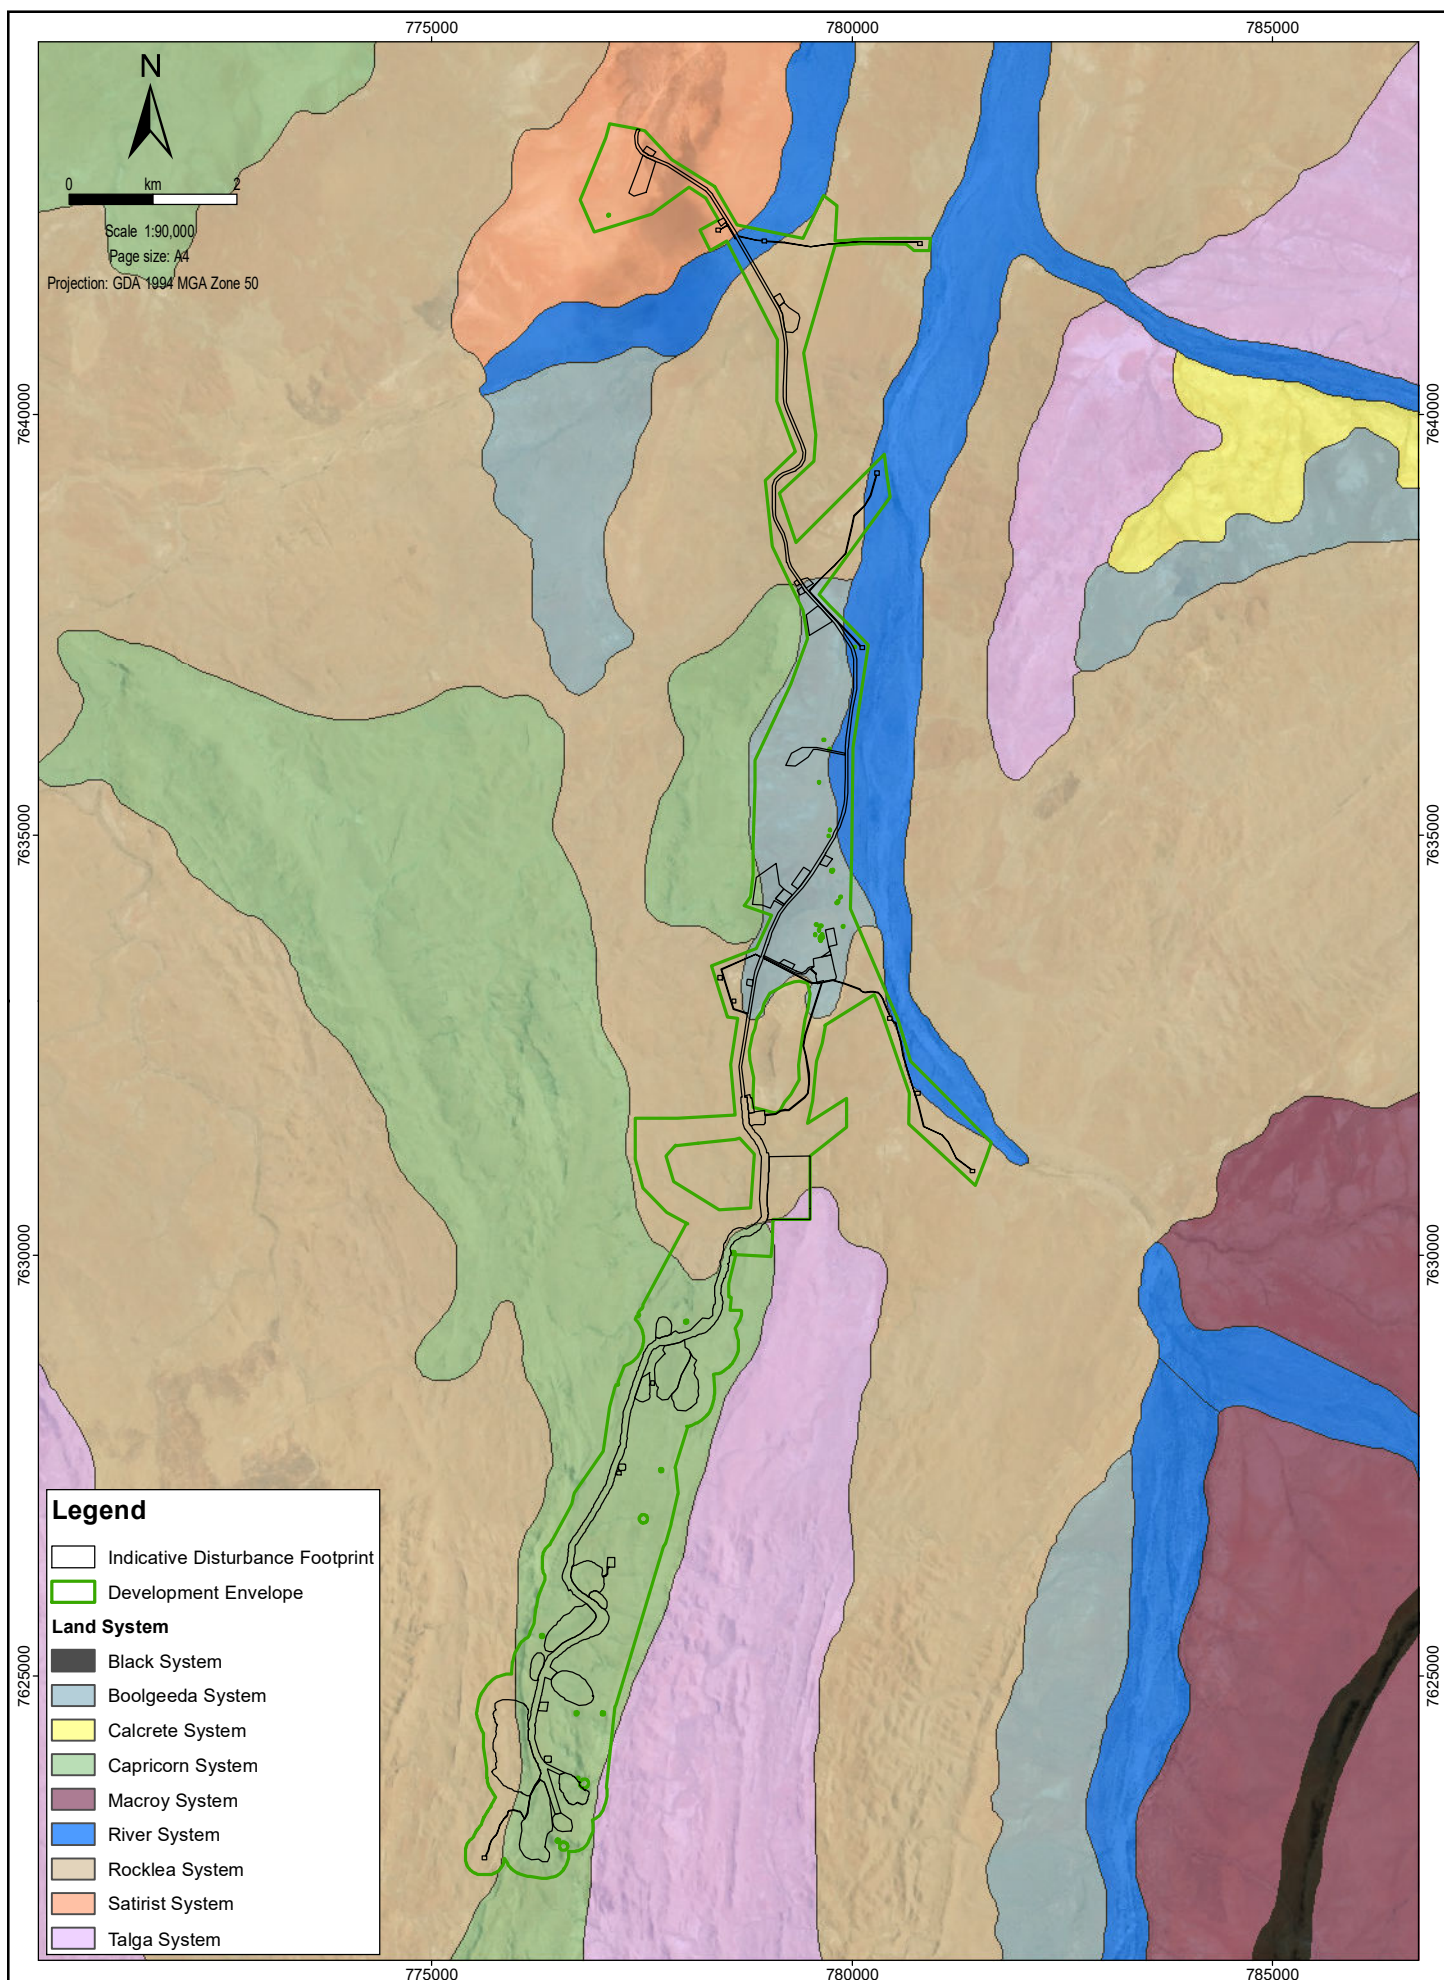 775000
780000
785000
N
0 km 2
Scale 1:90,000
Page size: A4
Projection: GDA 1994 MGA Zone 50
7640000
7640000
7635000
7635000
7630000
7630000
7625000
7625000
Legend
Indicative Disturbance Footprint
Development Envelope
Land System
Black System
Boolgeeda System
Calcrete System
Capricorn System
Macroy System
River System
Rocklea System
Satirist System
Talga System
775000
780000
785000